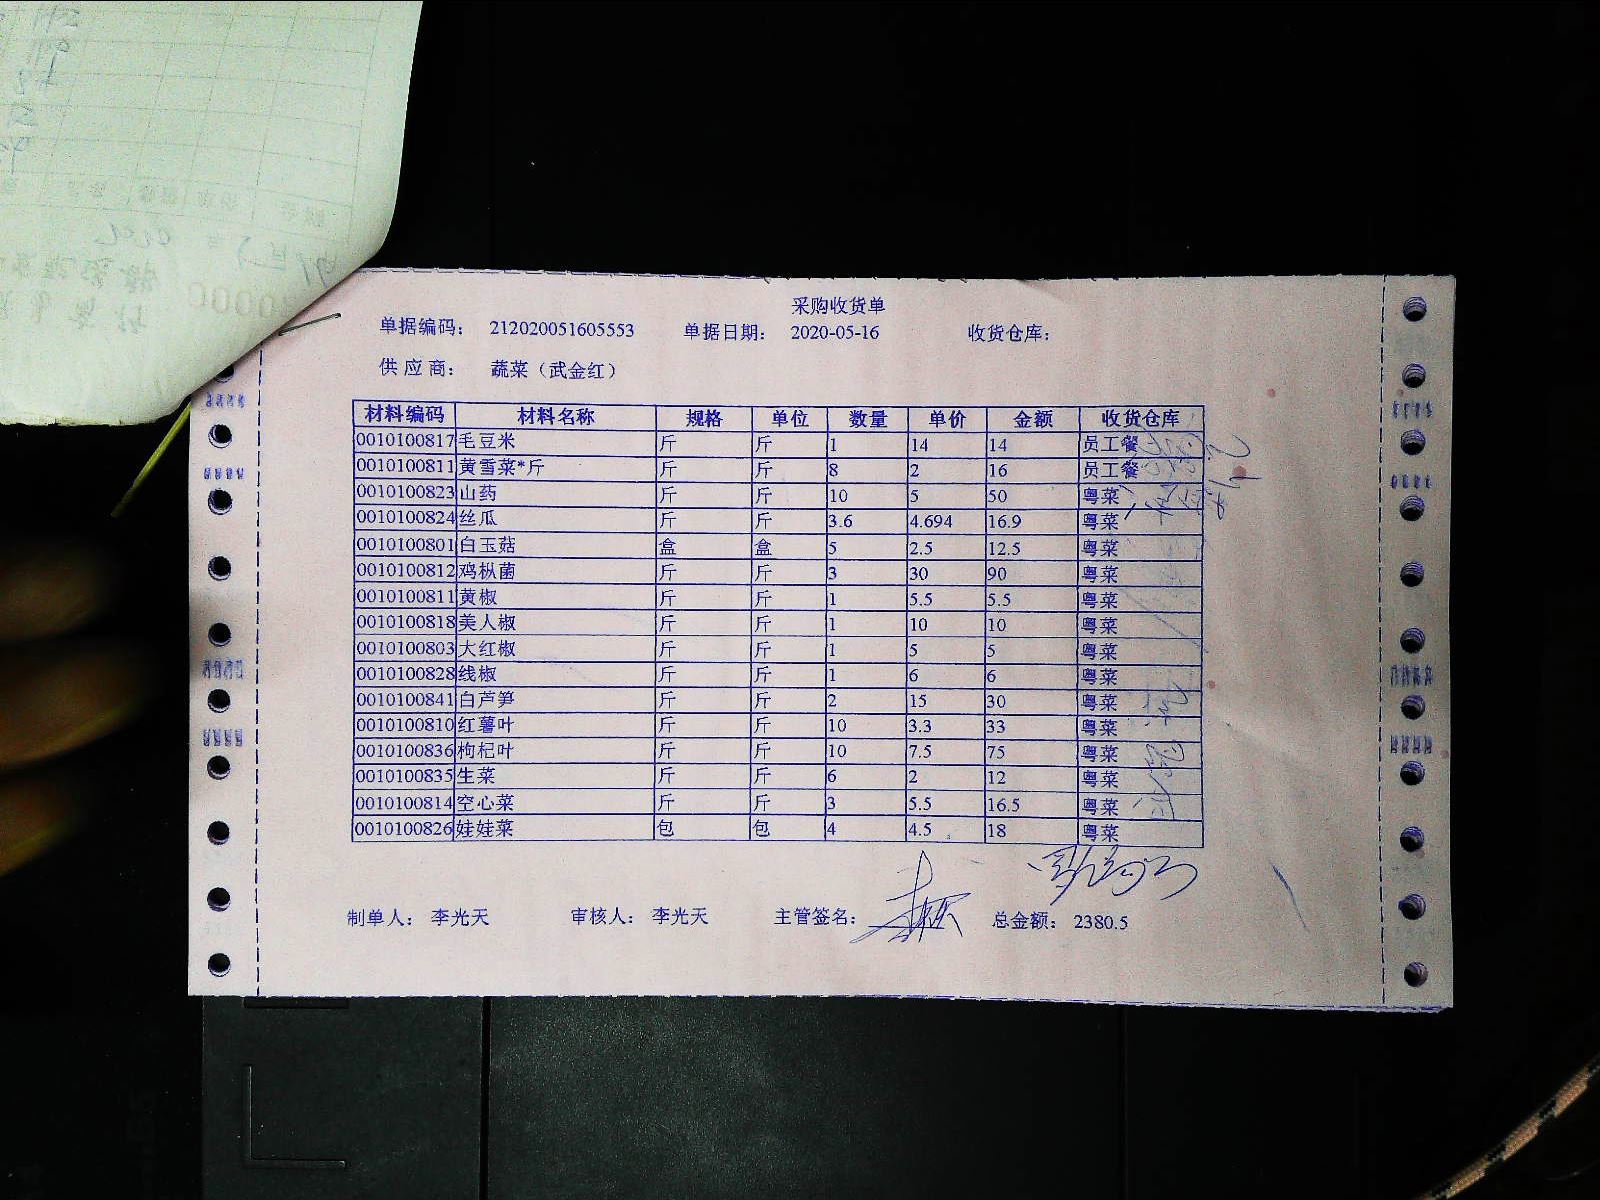 采购收货单
单据编码： 212020051605553 单据日期： 2020-05-16 收货仓库：
供 应 商： 蔬菜（武金红）
材料编码 材料名称 规格 单位 数量 单价 金额 收货仓库
0010100817 毛豆米 斤 斤 1 14 14 员工餐
0010100811 黄雪菜*斤 斤 斤 8 2 16 员工餐
0010100823 山药 斤 斤 10 5 50 粤菜
0010100824 丝瓜 斤 斤 3.6 4.694 16.9 粤菜
0010100801 白玉菇 盒 盒 5 2.5 12.5 粤菜
0010100812 鸡枞菌 斤 斤 3 30 90 粤菜
0010100811 黄椒 斤 斤 1 5.5 5.5 粤菜
0010100818 美人椒 斤 斤 1 10 10 粤菜
0010100803 大红椒 斤 斤 1 5 5 粤菜
0010100828 线椒 斤 斤 1 6 6 粤菜
0010100841 白芦笋 斤 斤 2 15 30 粤菜
0010100810 红薯叶 斤 斤 10 3.3 33 粤菜
0010100836 枸杞叶 斤 斤 10 7.5 75 粤菜
0010100835 生菜 斤 斤 6 2 12 粤菜
0010100814 空心菜 斤 斤 3 5.5 16.5 粤菜
0010100826 娃娃菜 包 包 4 4.5 18 粤菜
制单人： 李光天 审核人： 李光天 主管签名： 总金额： 2380.5